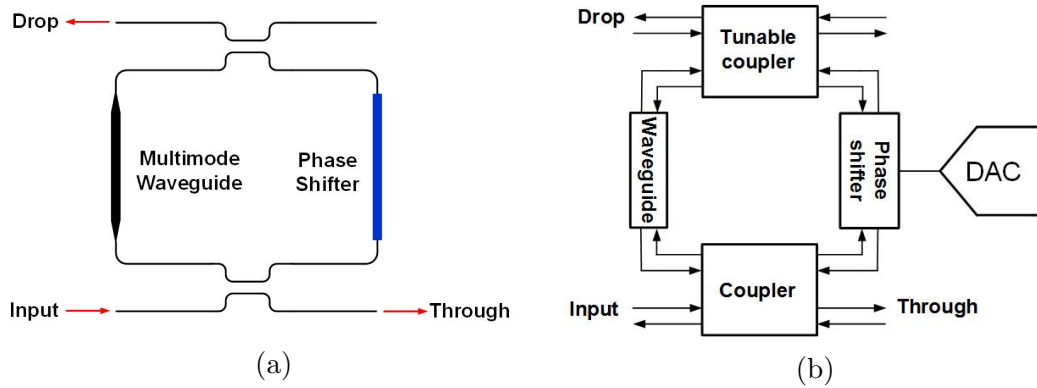 Drop
Multimode
Waveguide
Phase
Shifter
Input
Through
(a)
Drop
Tunable
coupler
Waveguide
Phase
shifter
DAC
Input
Coupler
Through
(b)